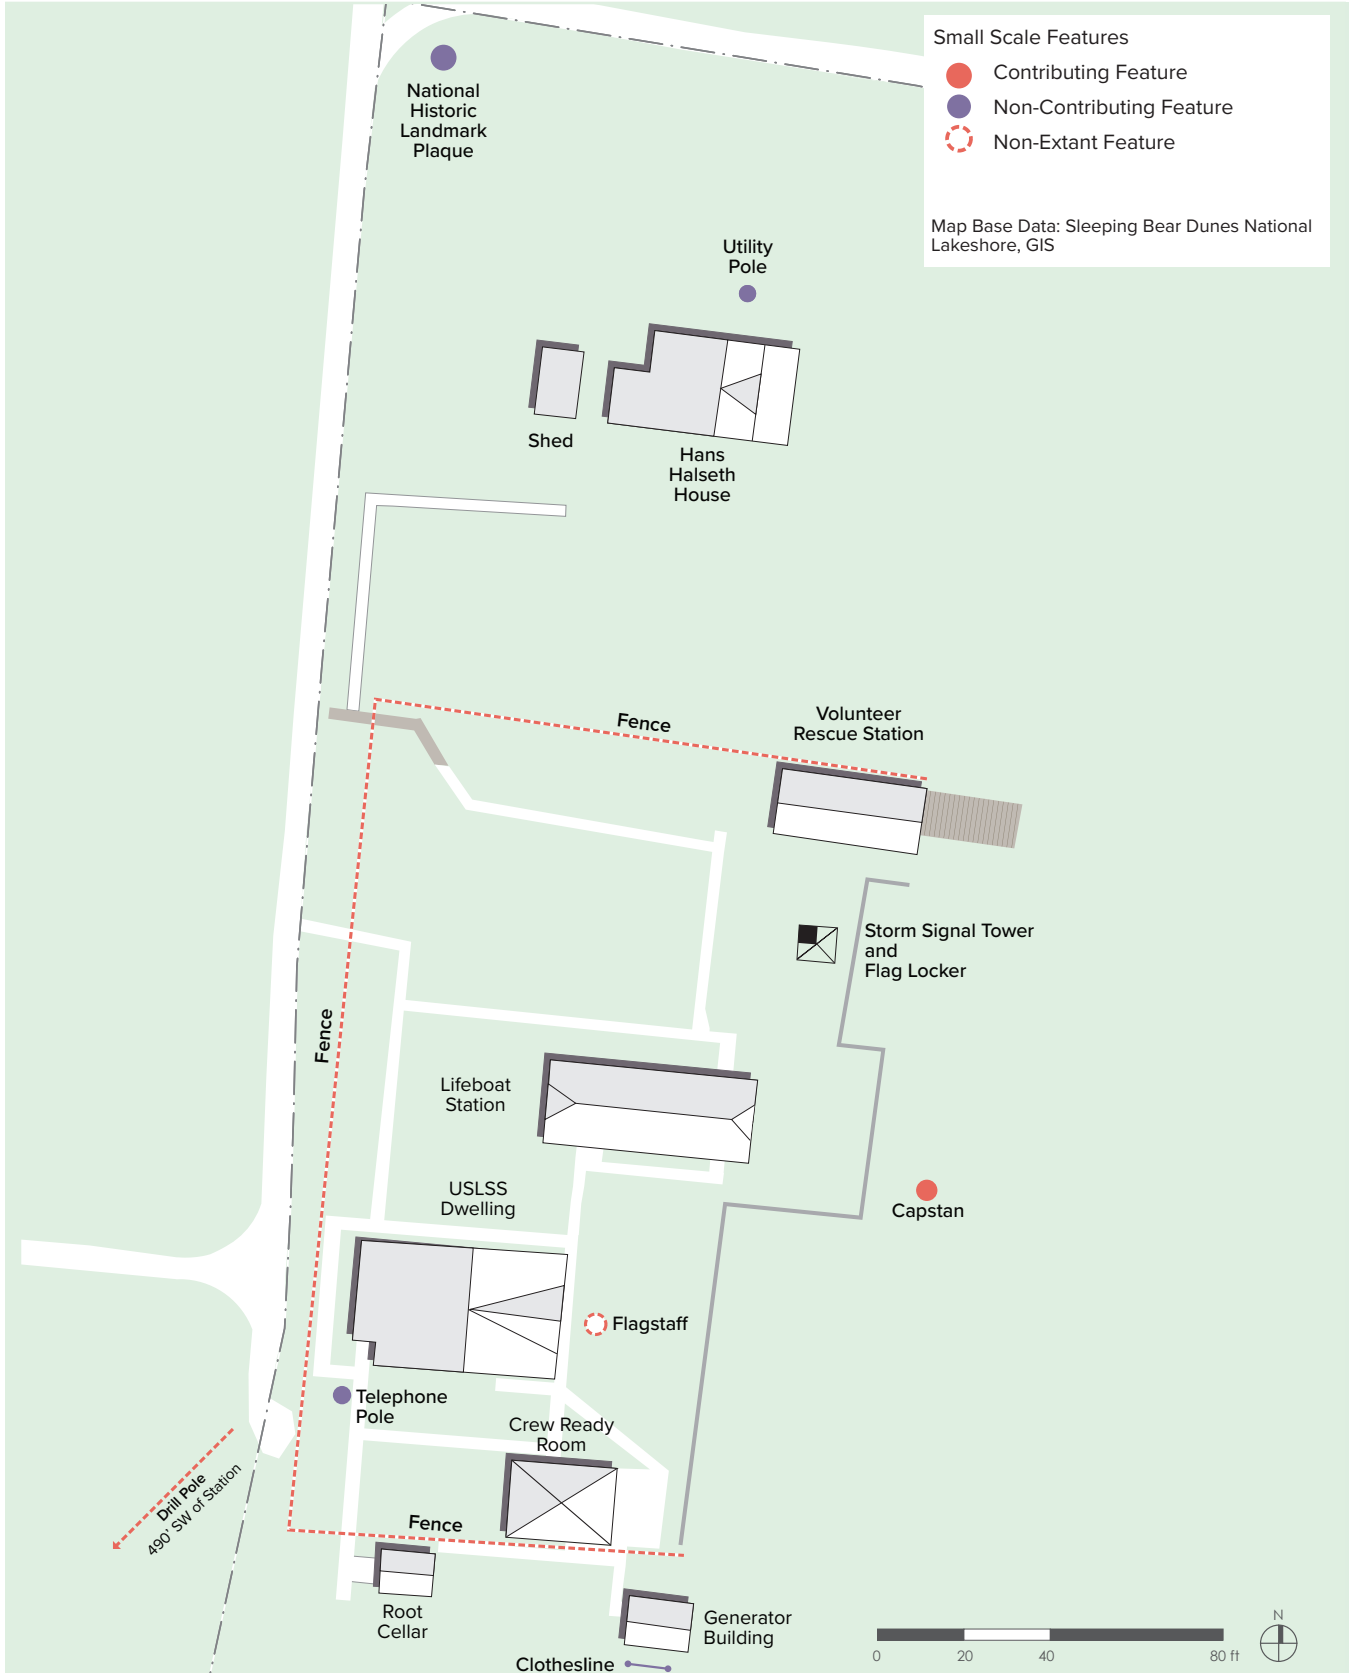 Small Scale Features
Contributing Feature
Non-Contributing Feature
Non-Extant Feature
Map Base Data: Sleeping Bear Dunes National
Lakeshore, GIS
National
Historic
Landmark
Plaque
Utility
Pole
Shed
Hans
Halseth
House
Fence
Volunteer
Rescue Station
Storm Signal Tower
and
Flag Locker
Fence
Lifeboat
Station
USLSS
Dwelling
Capstan
Flagstaff
Telephone
Pole
Crew Ready
Room
Drill Pole
490' SW of Station
Fence
Root
Cellar
Generator
Building
Clothesline
0 20 40 80 ft
N